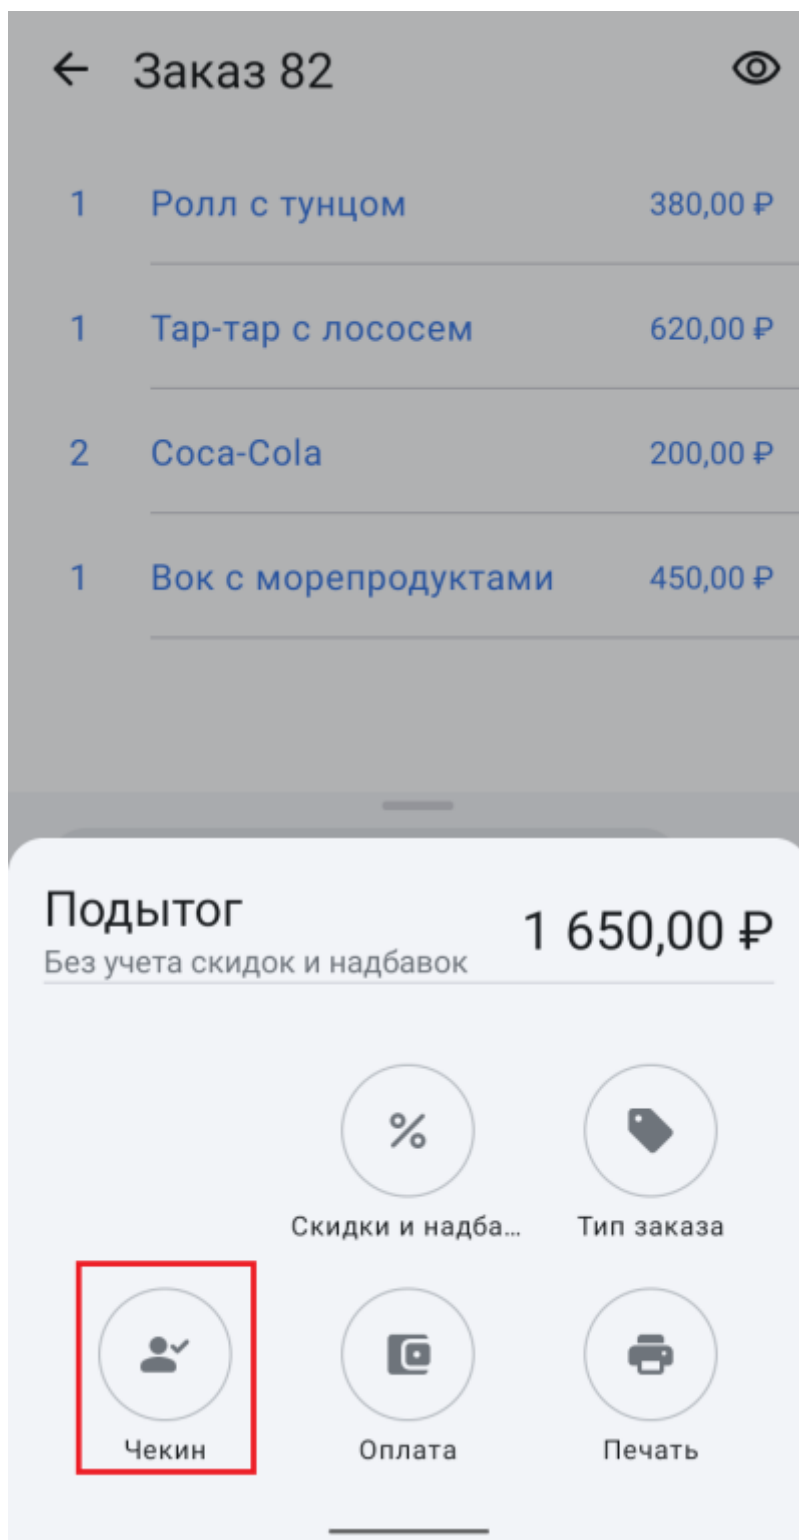 Заказ 82
1 Ролл с тунцом 380,00 ₽
1 Тар-тар с лососем 620,00 ₽
2 Coca-Cola 200,00 ₽
1 Вок с морепродуктами 450,00 ₽
Подытог 1 650,00 ₽
Без учета скидок и надбавок
Скидки и надба... Тип заказа
Чекин Оплата Печать